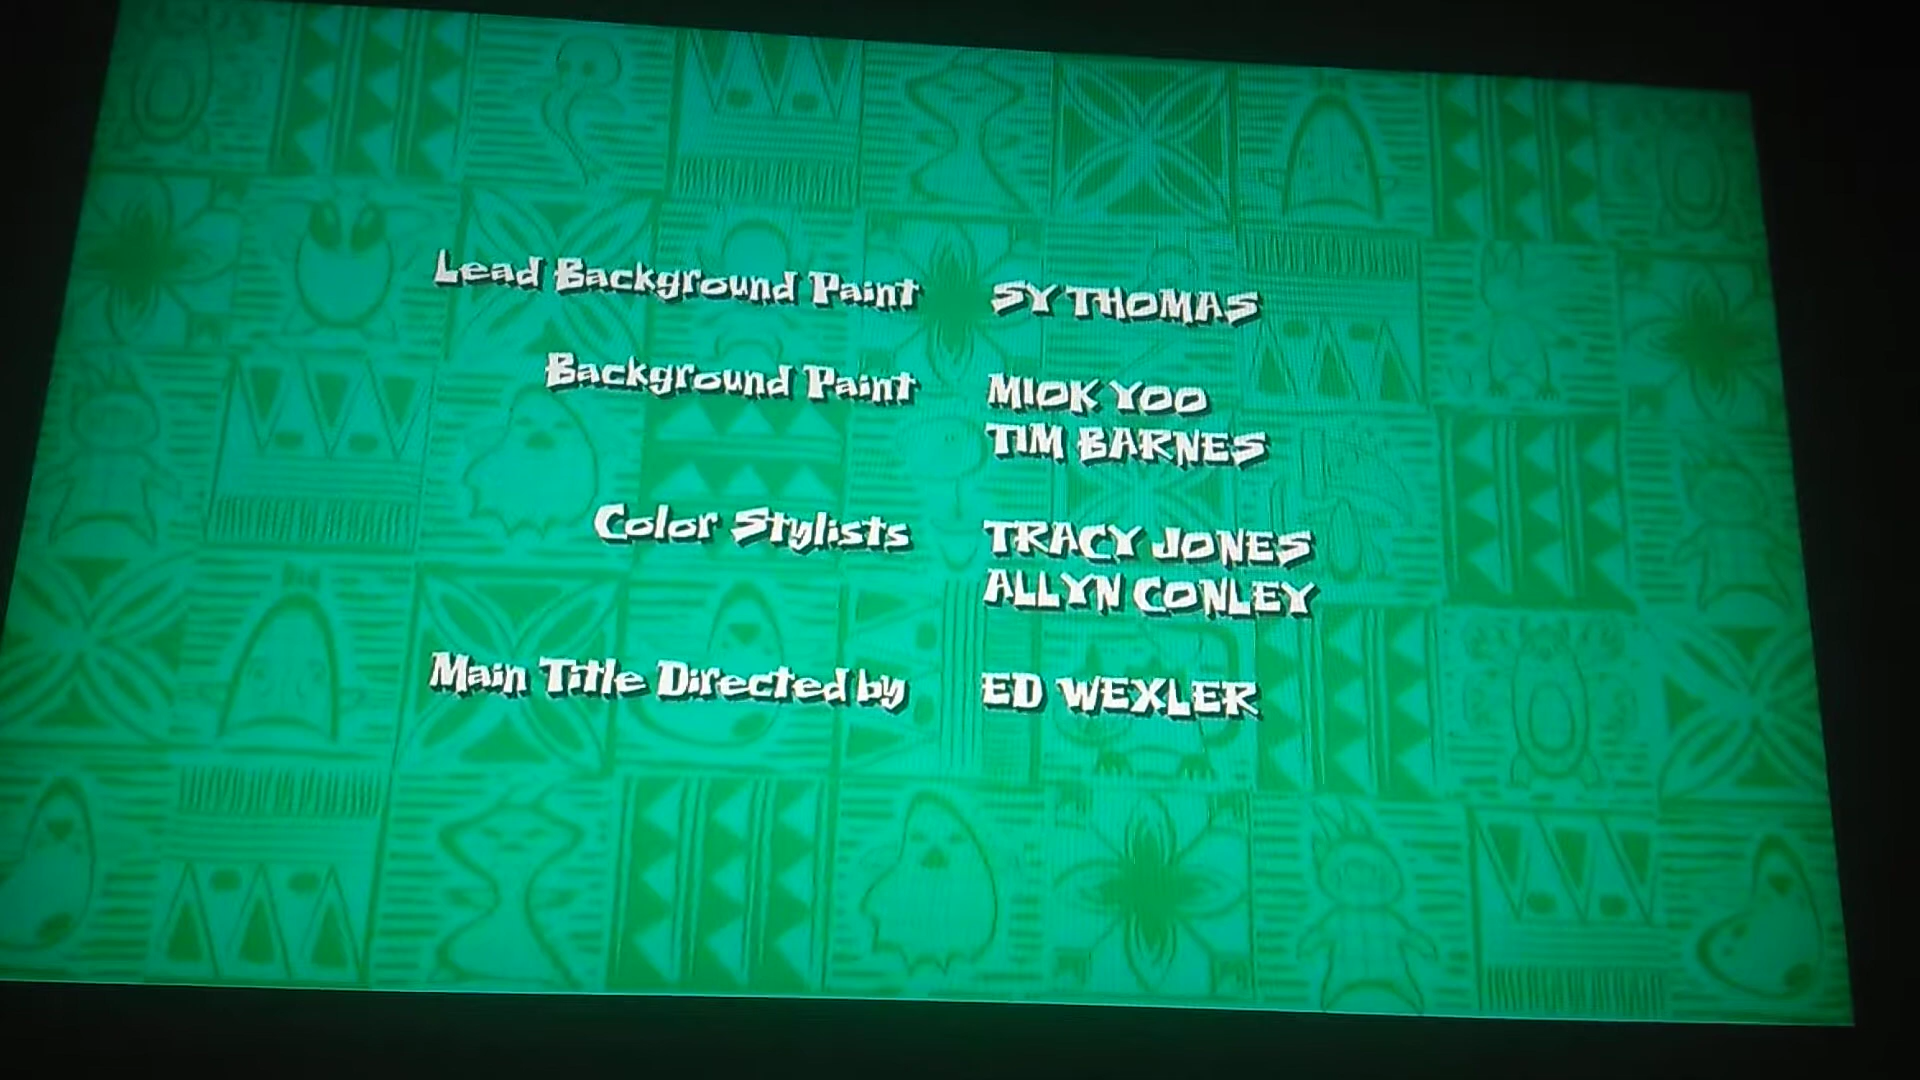 Lead Background Paint SY THOMAS
Background Paint MIOK YOO
TIM BARNES
Color Stylists TRACY JONES
ALLYN CONLEY
Main Title Directed by ED WEXLER